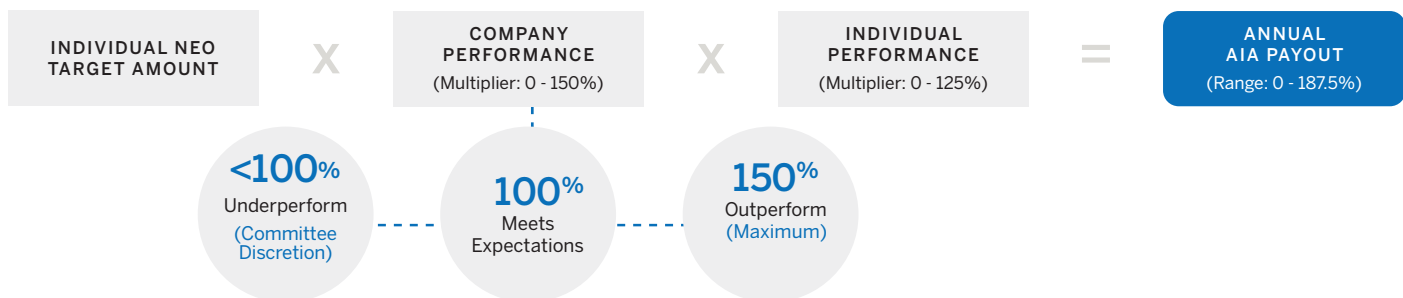 INDIVIDUAL NEO
TARGET AMOUNT
X
COMPANY
PERFORMANCE
(Multiplier: 0 - 150%)
X
INDIVIDUAL
PERFORMANCE
(Multiplier: 0 - 125%)
=
ANNUAL
AIA PAYOUT
(Range: 0 - 187.5%)
<100%
Underperform
(Committee
Discretion)
100%
Meets
Expectations
150%
Outperform
(Maximum)